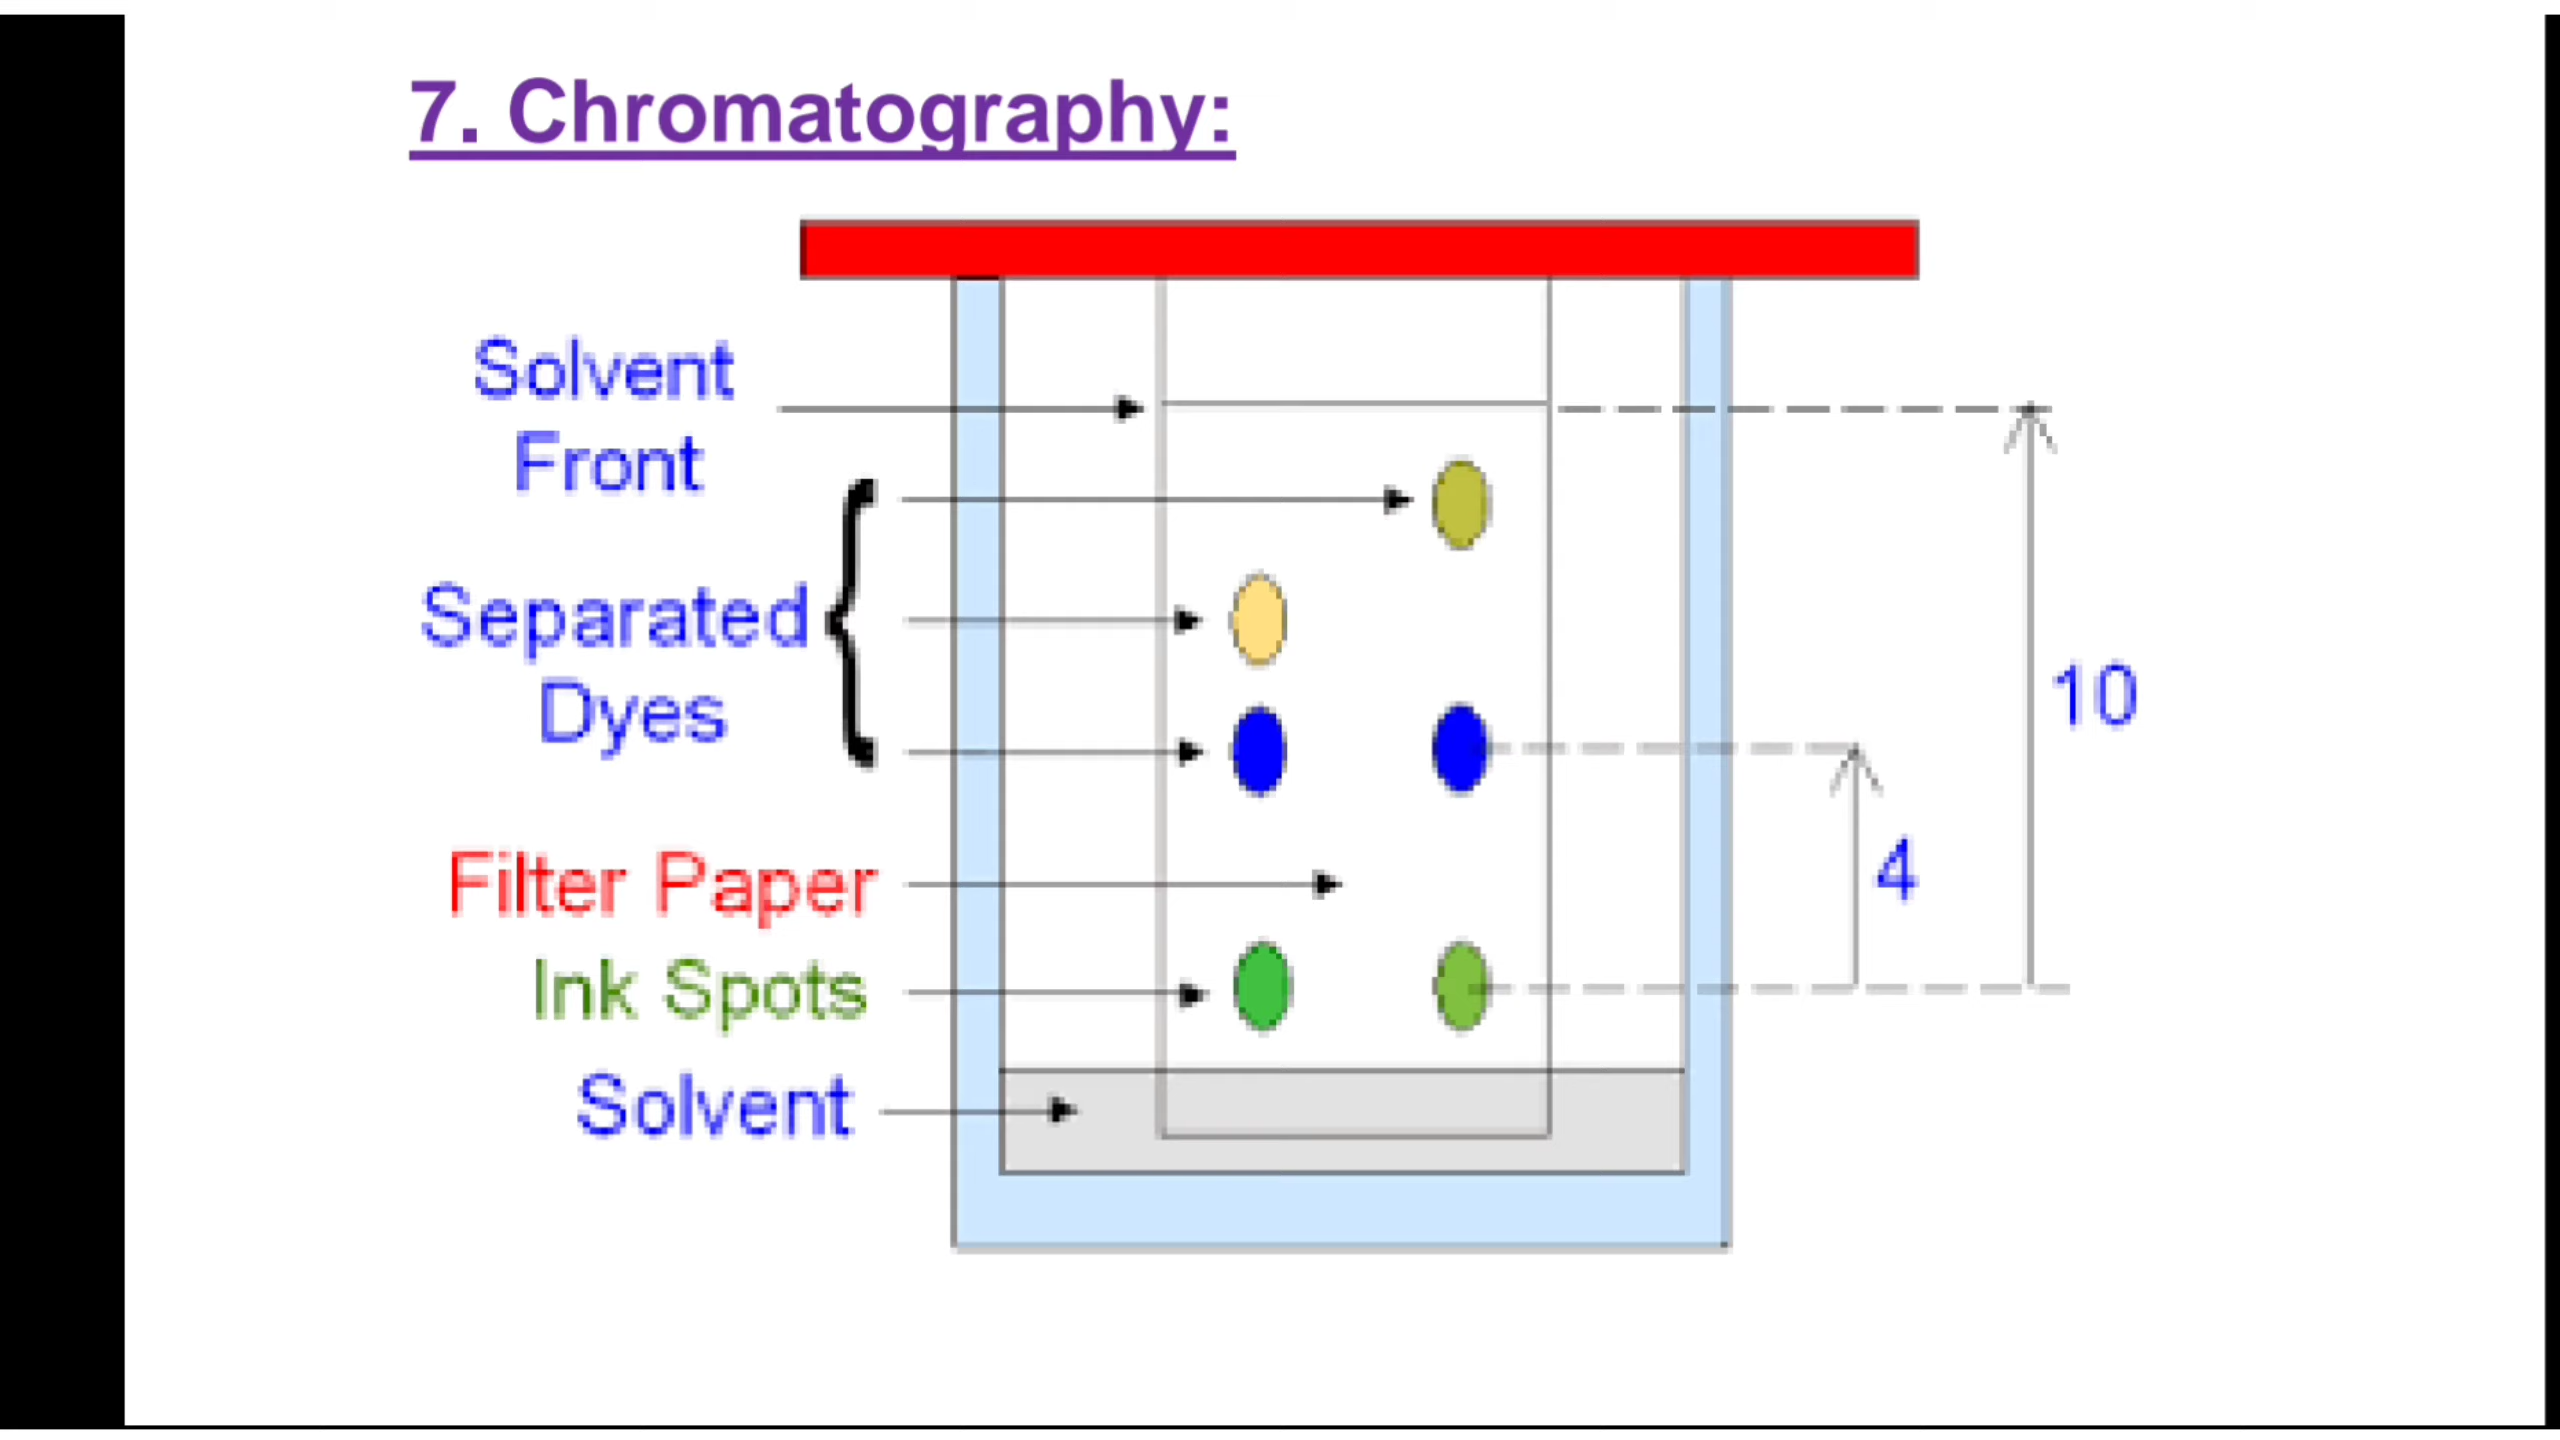 7. Chromatography:
Solvent
Front
Separated
Dyes
Filter Paper
Ink Spots
Solvent
10
4